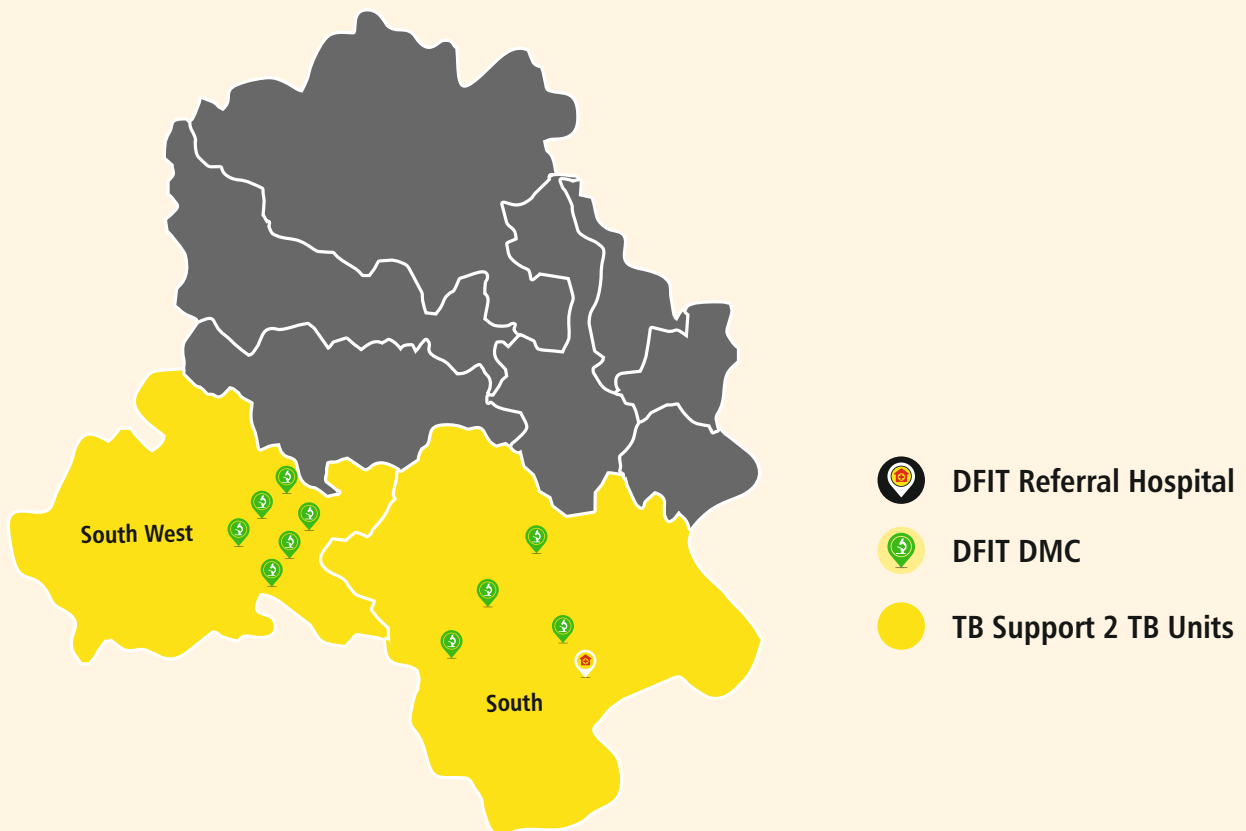 South West
South
DFIT Referral Hospital
DFIT DMC
TB Support 2 TB Units